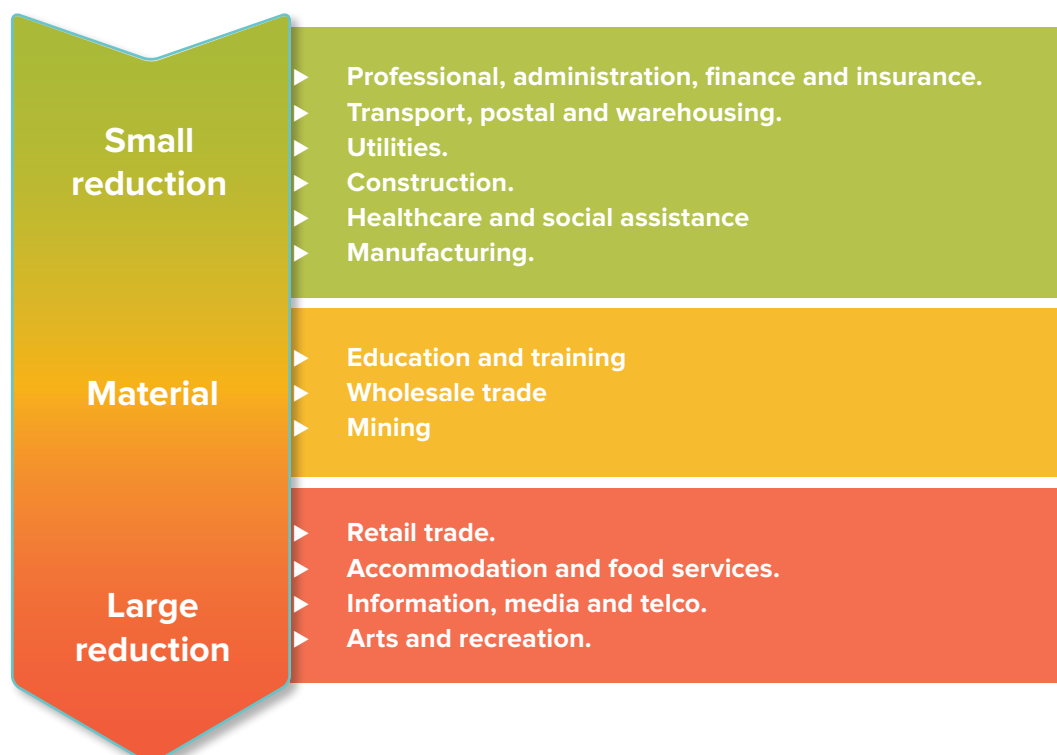 Small
reduction
Professional, administration, finance and insurance.
Transport, postal and warehousing.
Utilities.
Construction.
Healthcare and social assistance
Manufacturing.
Material
Education and training
Wholesale trade
Mining
Large
reduction
Retail trade.
Accommodation and food services.
Information, media and telco.
Arts and recreation.